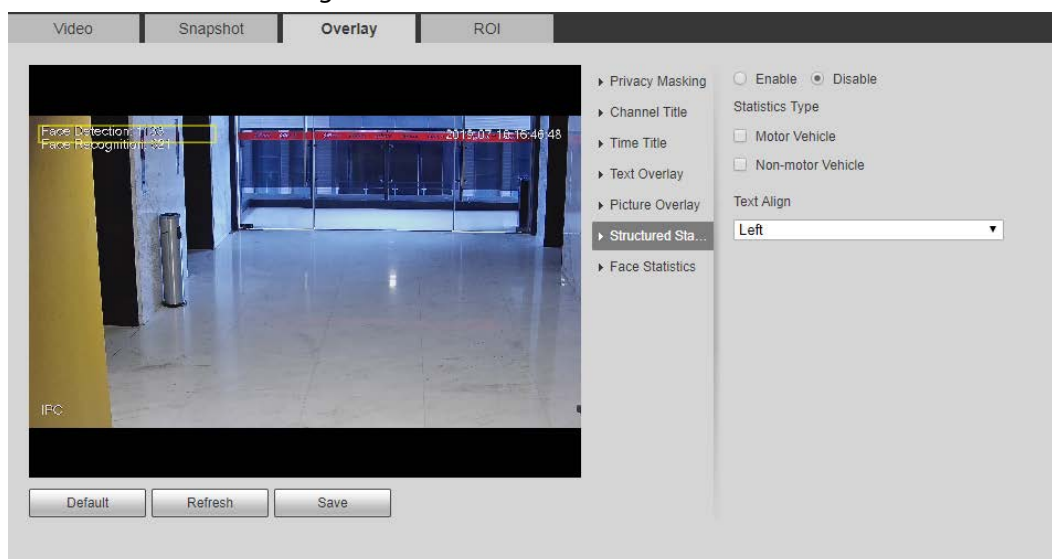 Video Snapshot Overlay ROI
Face Detection:
Face Recognition: 321
IPC
Privacy Masking
Channel Title
Time Title
Text Overlay
Picture Overlay
Structured Sta...
Face Statistics
Enable Disable
Statistics Type
Motor Vehicle
Non-motor Vehicle
Text Align
Left
Default Refresh Save